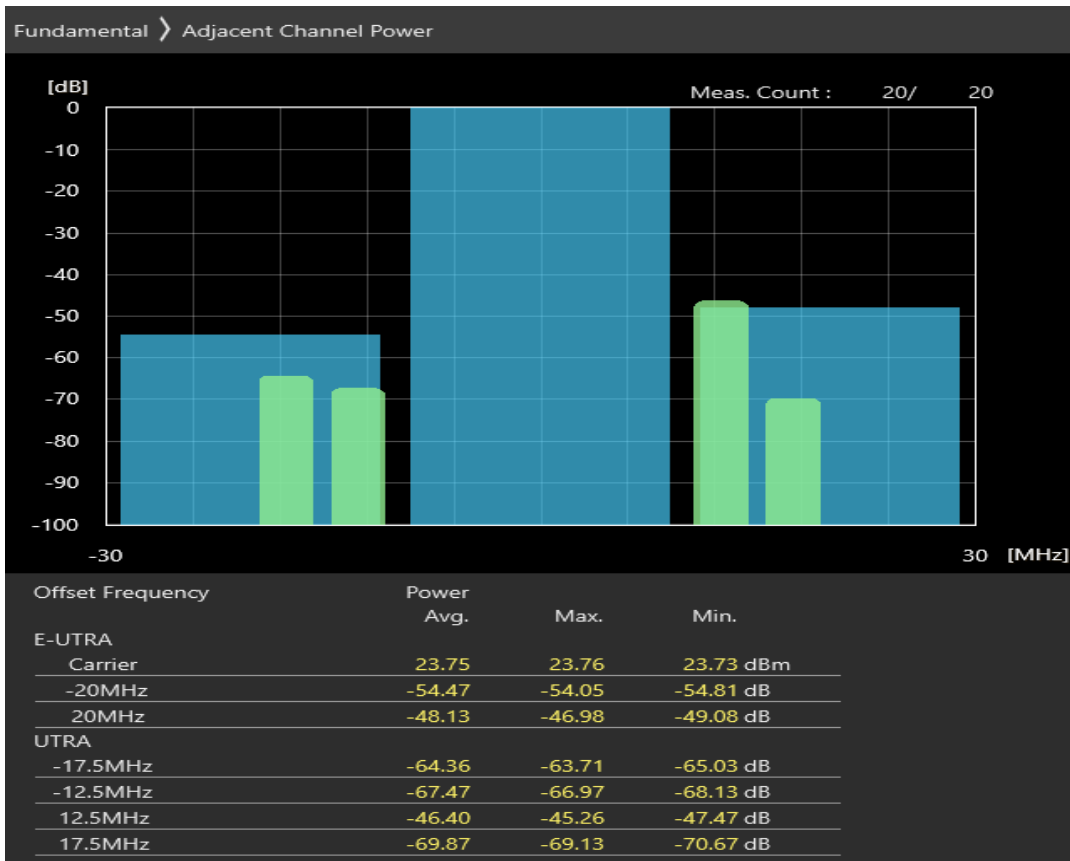 Fundamental 〉 Adjacent Channel Power
[dB]
Meas. Count : 20/ 20
0
-10
-20
-30
-40
-50
-60
-70
-80
-90
-100
-30 30 [MHz]
Offset Frequency Power
Avg. Max. Min.
E-UTRA
Carrier 23.75 23.76 23.73 dBm
-20MHz -54.47 -54.05 -54.81 dB
20MHz -48.13 -46.98 -49.08 dB
UTRA
-17.5MHz -64.36 -63.71 -65.03 dB
-12.5MHz -67.47 -66.97 -68.13 dB
12.5MHz -46.40 -45.26 -47.47 dB
17.5MHz -69.87 -69.13 -70.67 dB